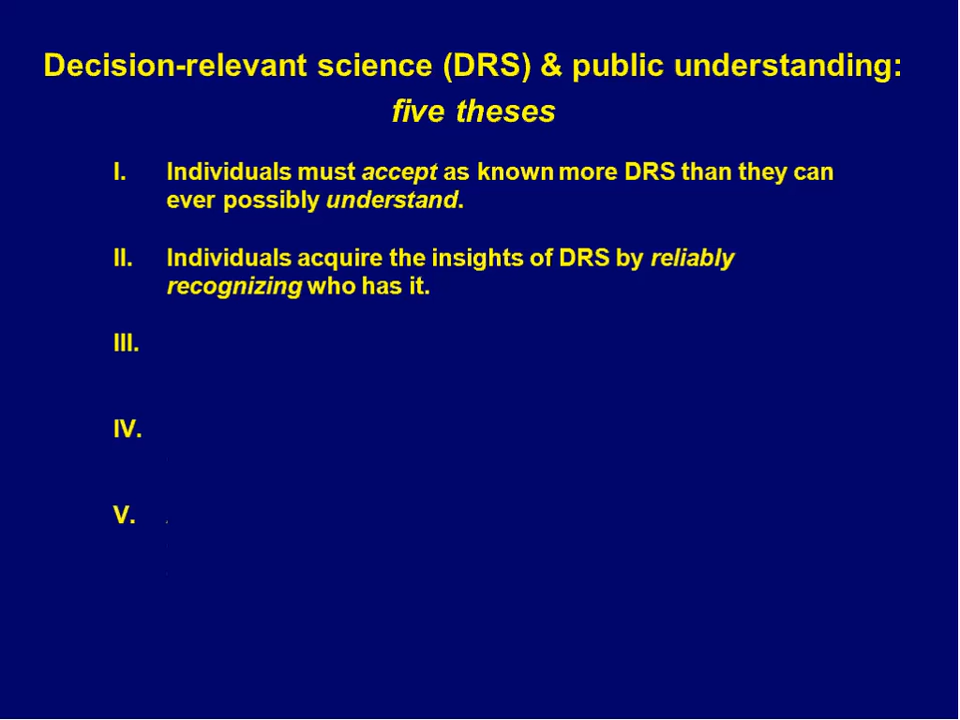 Decision-relevant science (DRS) & public understanding:
five theses
I. Individuals must accept as known more DRS than they can
ever possibly understand.
II. Individuals acquire the insights of DRS by reliably
recognizing who has it.
III.
IV.
V.